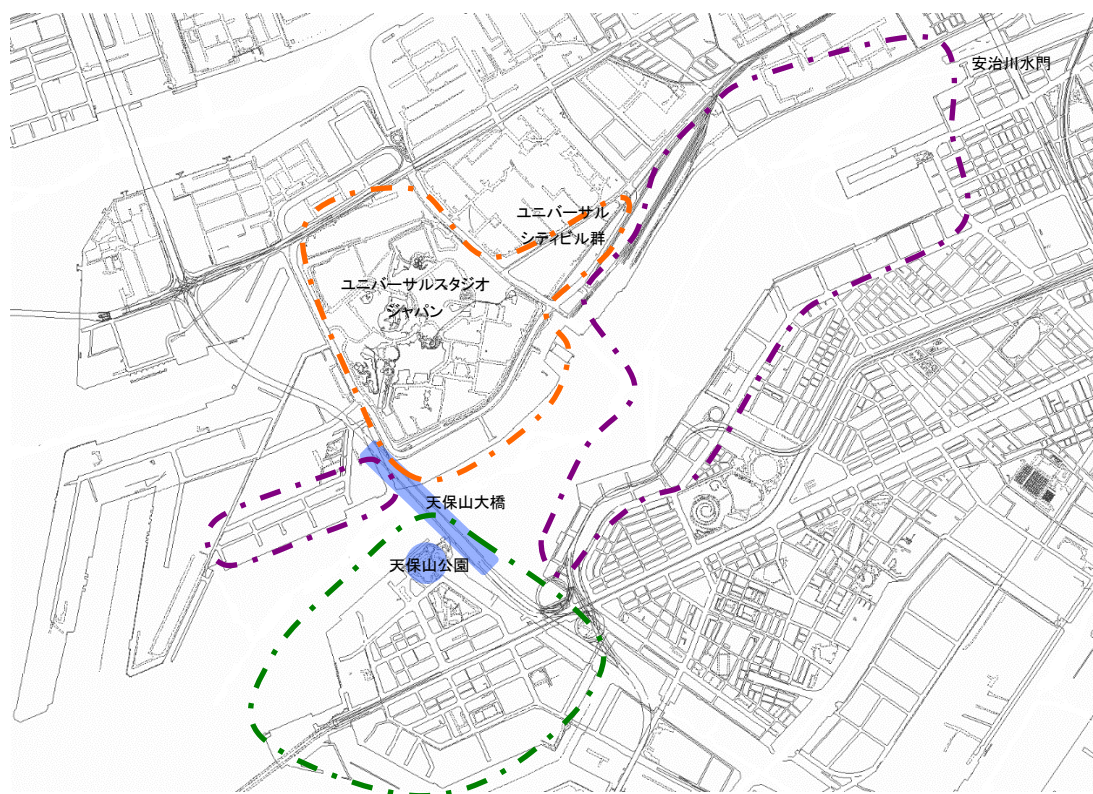 安治川水門
ユニバーサル
シティビル群
ユニバーサルスタジオ
ジャパン
天保山大橋
天保山公園